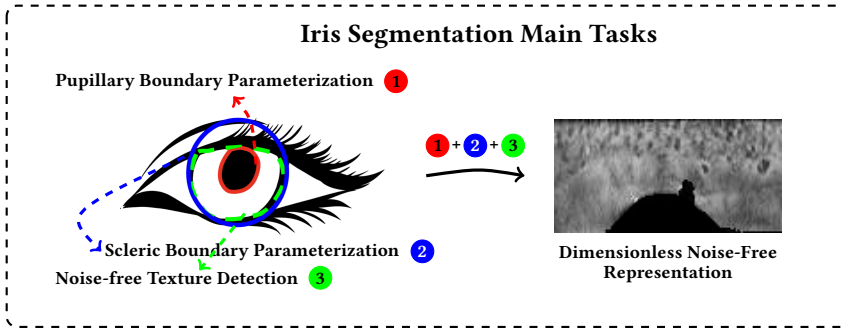 Iris Segmentation Main Tasks
Pupillary Boundary Parameterization 1
1 + 2 + 3
Scleric Boundary Parameterization 2
Noise-free Texture Detection 3
Dimensionless Noise-Free
Representation